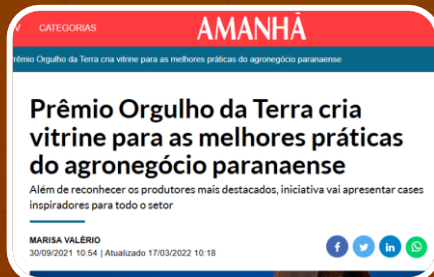 CATEGORIAS
AMANHÃ
Prêmio Orgulho da Terra cria vitrine para as melhores práticas do agronegócio paranaense
Prêmio Orgulho da Terra cria
vitrine para as melhores práticas
do agronegócio paranaense
Além de reconhecer os produtores mais destacados, iniciativa vai apresentar cases
inspiradores para todo o setor
MARISA VALÉRIO
30/09/2021 10:54 | Atualizado 17/03/2022 10:18